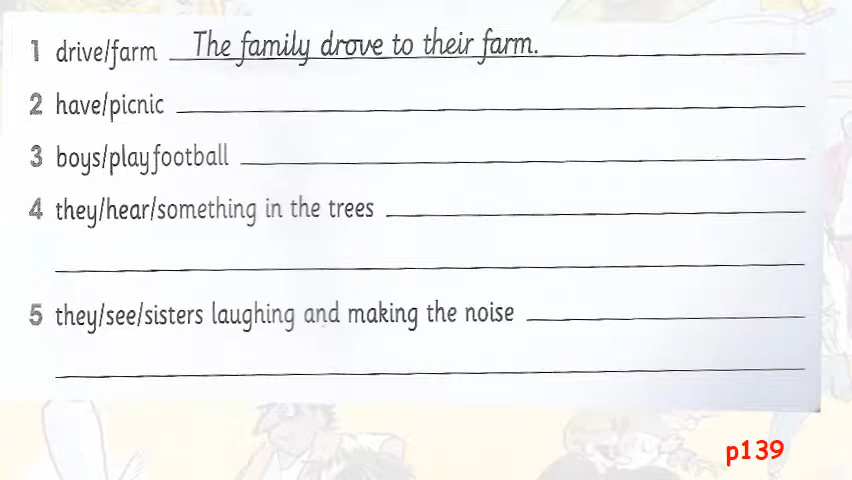 1 drive/farm The family drove to their farm.
2 have/picnic
3 boys/play football
4 they/hear/something in the trees
5 they/see/sisters laughing and making the noise
p139